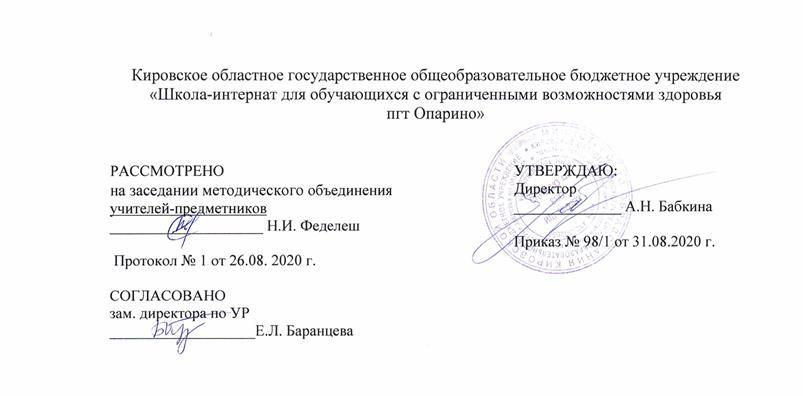 Кировское областное государственное общеобразовательное бюджетное учреждение
«Школа-интернат для обучающихся с ограниченными возможностями здоровья
пгт Опарино»
РАССМОТРЕНО
на заседании методического объединения
учителей-предметников
Н.И. Феделеш
Протокол № 1 от 26.08. 2020 г.
СОГЛАСОВАНО
зам. директора по УР
Е.Л. Баранцева
УТВЕРЖДАЮ:
Директор
А.Н. Бабкина
Приказ № 98/1 от 31.08.2020 г.